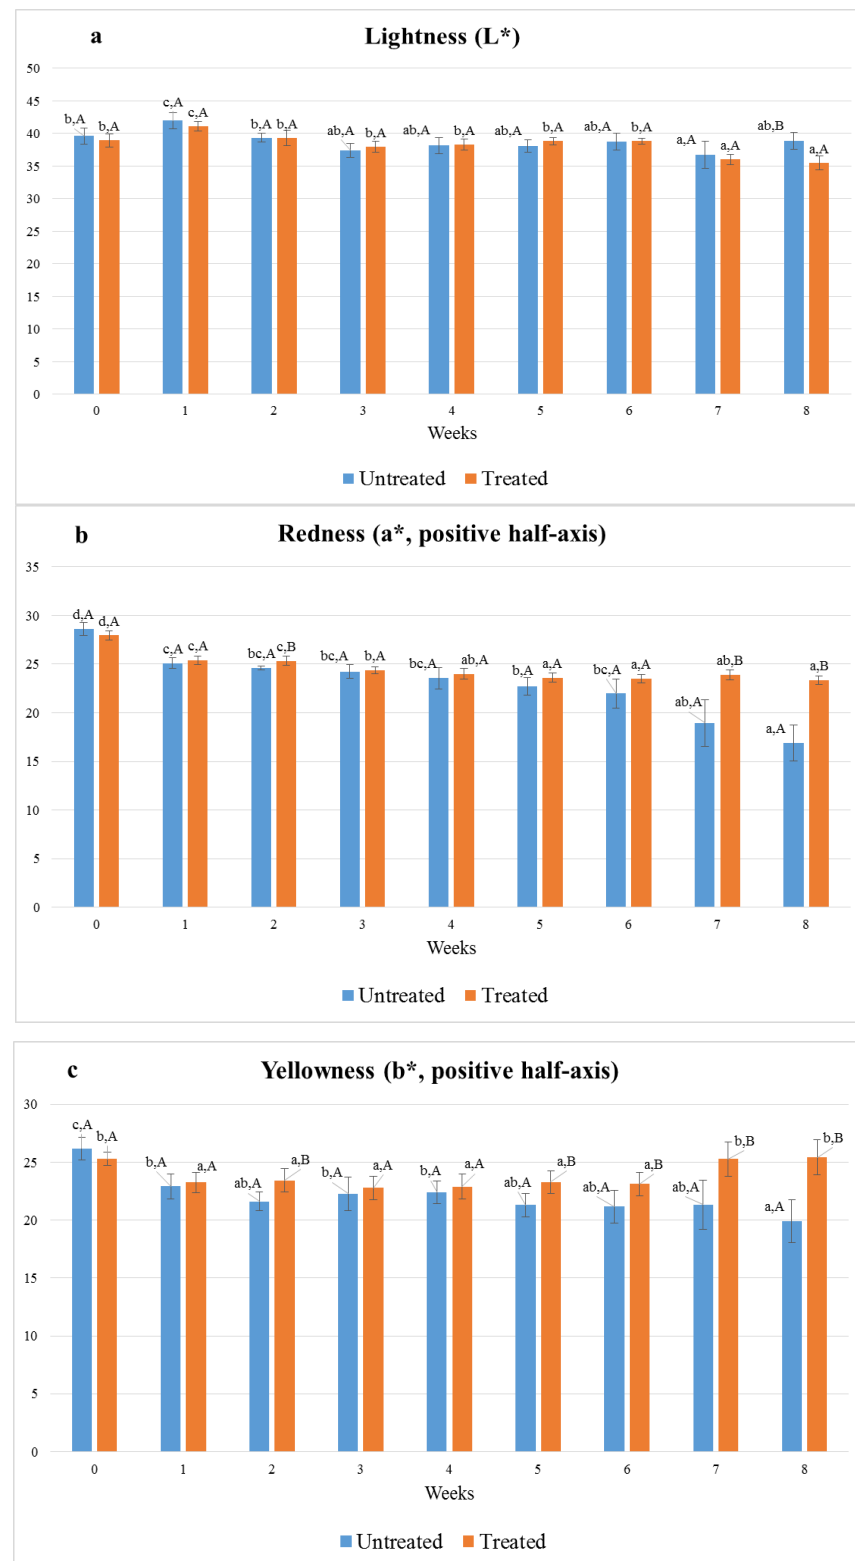 a Lightness (L*)
50
45
40
35
30
25
20
15
10
5
0
b,A b,A c,A c,A b,A b,A ab,A b,A ab,A b,A ab,A b,A ab,A b,A a,A a,A ab,B a,A
0 1 2 3 4 5 6 7 8
Weeks
Untreated Treated
b Redness (a*, positive half-axis)
35
30
25
20
15
10
5
0
d,A d,A c,A c,A bc,A c,B bc,A b,A bc,A ab,A b,A a,A bc,A a,A ab,A ab,B a,A a,B
0 1 2 3 4 5 6 7 8
Weeks
Untreated Treated
c Yellowness (b*, positive half-axis)
30
25
20
15
10
5
0
c,A b,A b,A a,A ab,A a,B b,A a,A b,A a,A ab,A a,B ab,A a,B ab,A b,B a,A b,B
0 1 2 3 4 5 6 7 8
Weeks
Untreated Treated